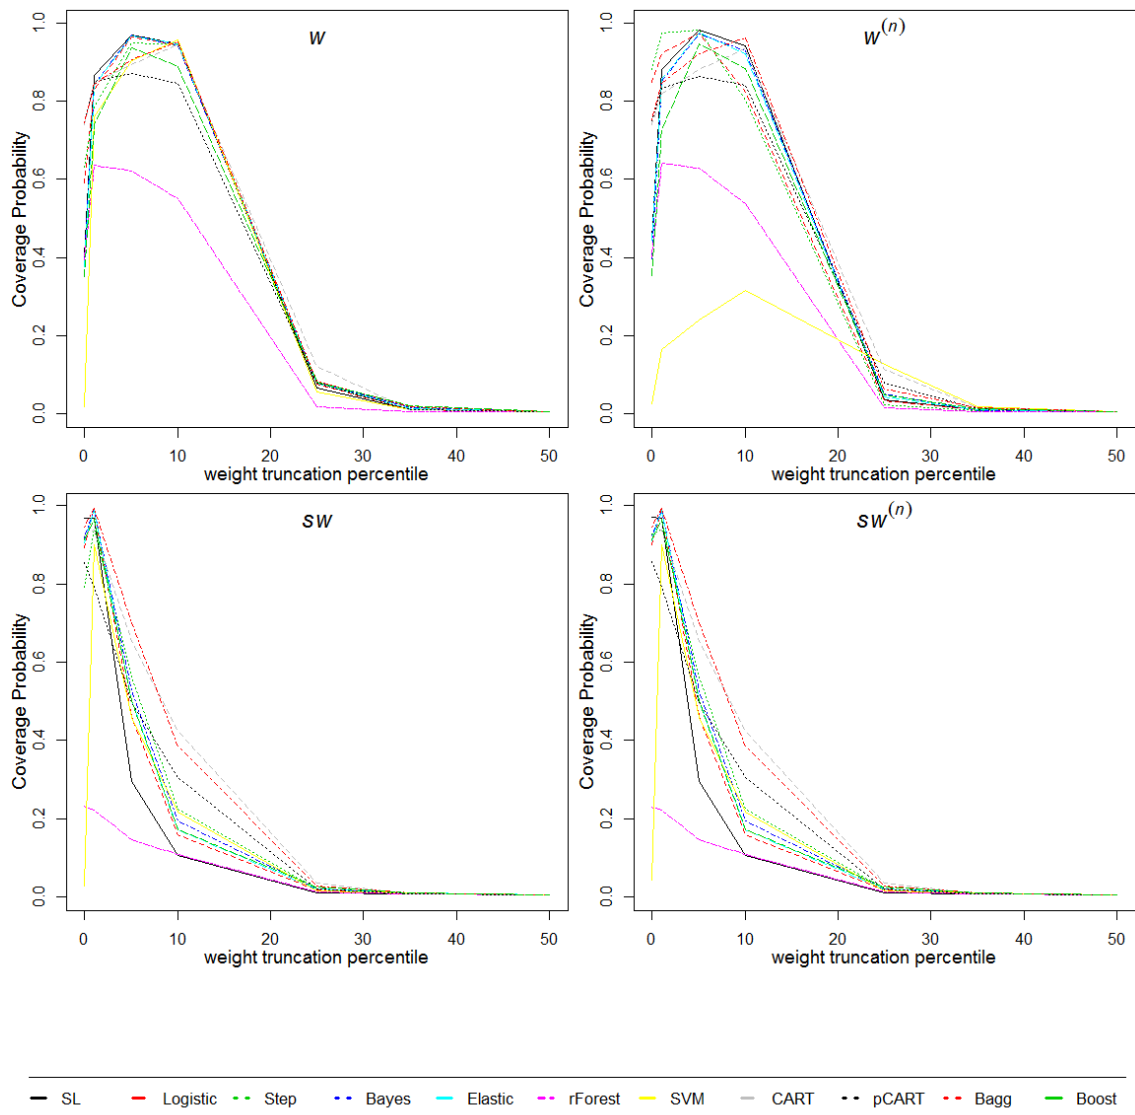 w
Coverage Probability
0.0 0.2 0.4 0.6 0.8 1.0
0 10 20 30 40 50
weight truncation percentile
w(n)
Coverage Probability
0.0 0.2 0.4 0.6 0.8 1.0
0 10 20 30 40 50
weight truncation percentile
sw
Coverage Probability
0.0 0.2 0.4 0.6 0.8 1.0
0 10 20 30 40 50
weight truncation percentile
sw(n)
Coverage Probability
0.0 0.2 0.4 0.6 0.8 1.0
0 10 20 30 40 50
weight truncation percentile
SL Logistic Step Bayes Elastic rForest SVM CART pCART Bagg Boost